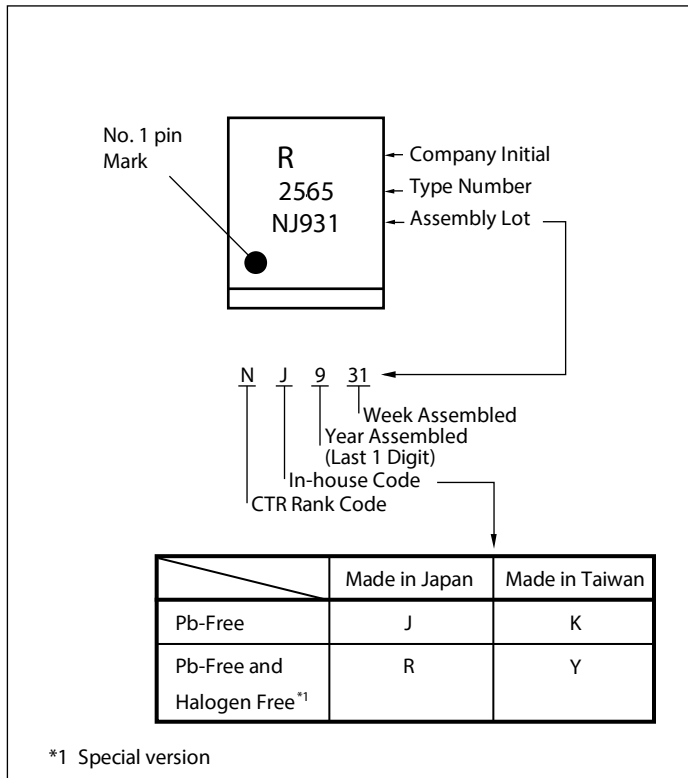 No. 1 pin
Mark
R
2565
NJ931
Company Initial
Type Number
Assembly Lot
N J 9 31
Week Assembled
Year Assembled
(Last 1 Digit)
In-house Code
CTR Rank Code
Made in Japan Made in Taiwan
Pb-Free J K
Pb-Free and R Y
Halogen Free*1
*1 Special version